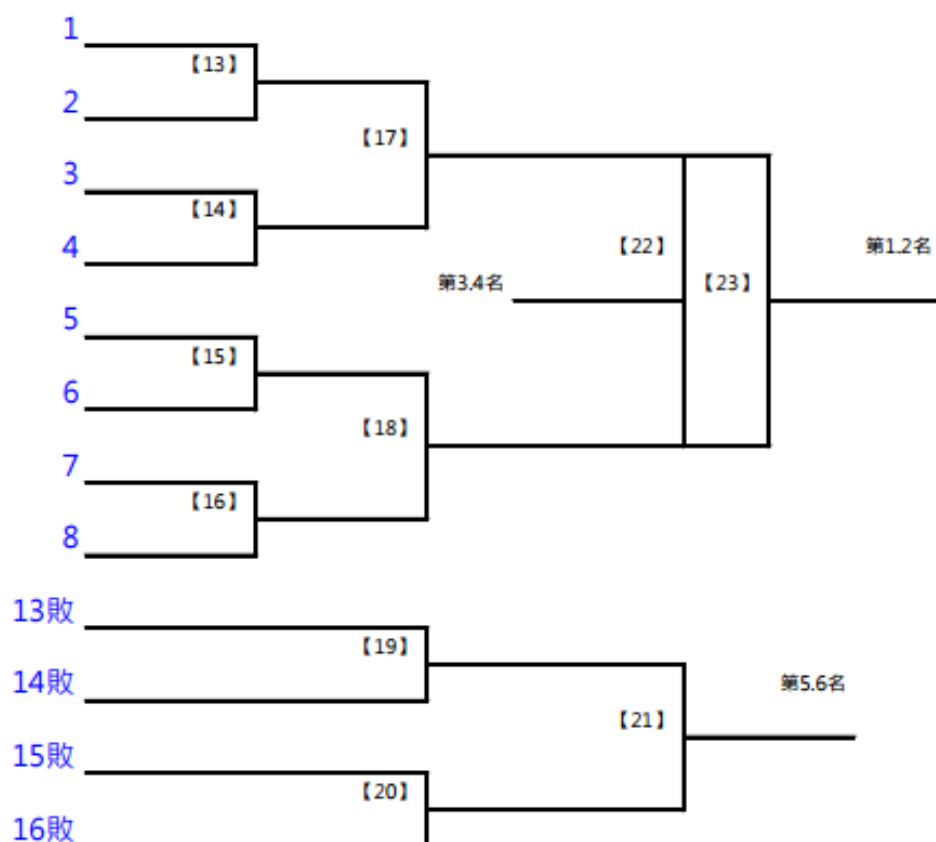 1
【13】
2
【17】
3
【14】
4
【22】
第1.2名
第3.4名
【23】
5
【15】
6
【18】
7
【16】
8
13敗
【19】
14敗
第5.6名
【21】
15敗
【20】
16敗